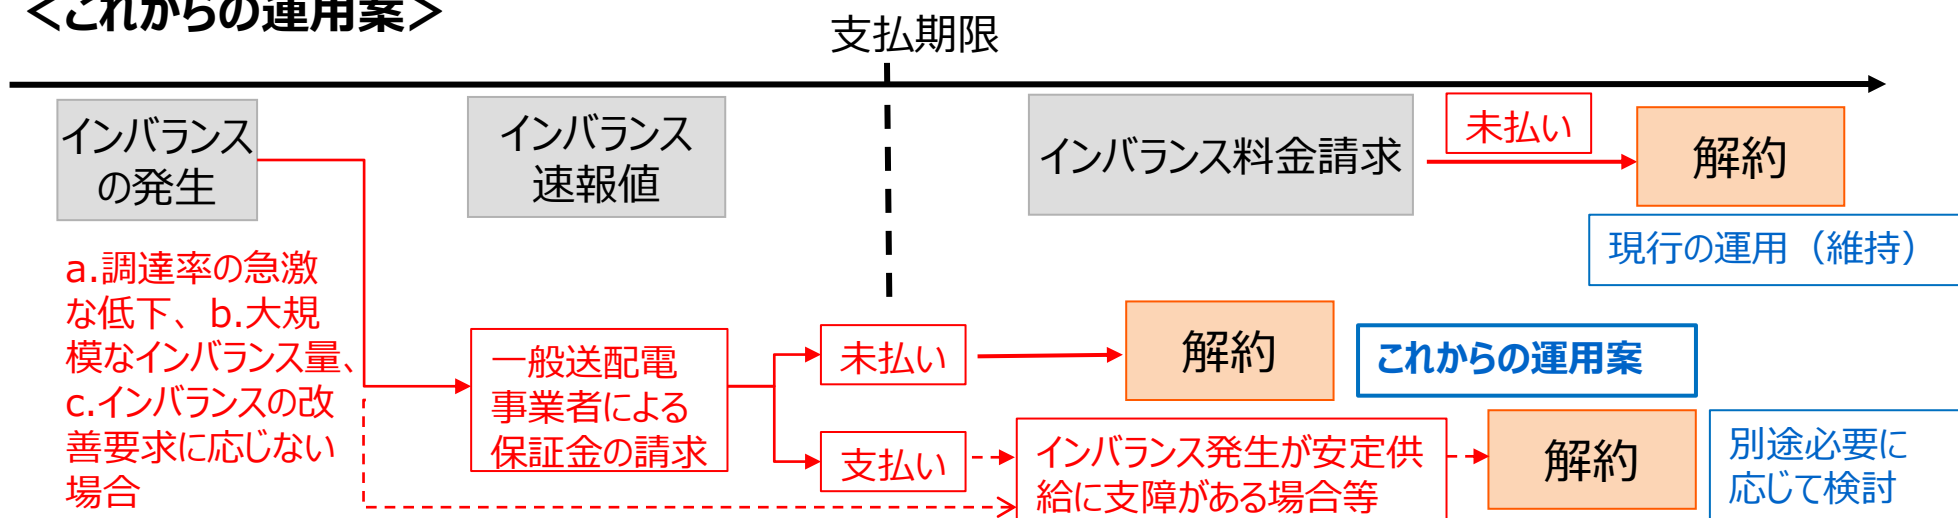 ＜これからの運用案＞
支払期限
インバランス
の発生
インバランス
速報値
インバランス料金請求
未払い
解約
現行の運用（維持）
a.調達率の急激
な低下、b.大規
模なインバランス量、
c.インバランスの改
善要求に応じない
場合
一般送配電
事業者による
保証金の請求
未払い
解約
これからの運用案
支払い
インバランス発生が安定供
給に支障がある場合等
解約
別途必要に
応じて検討